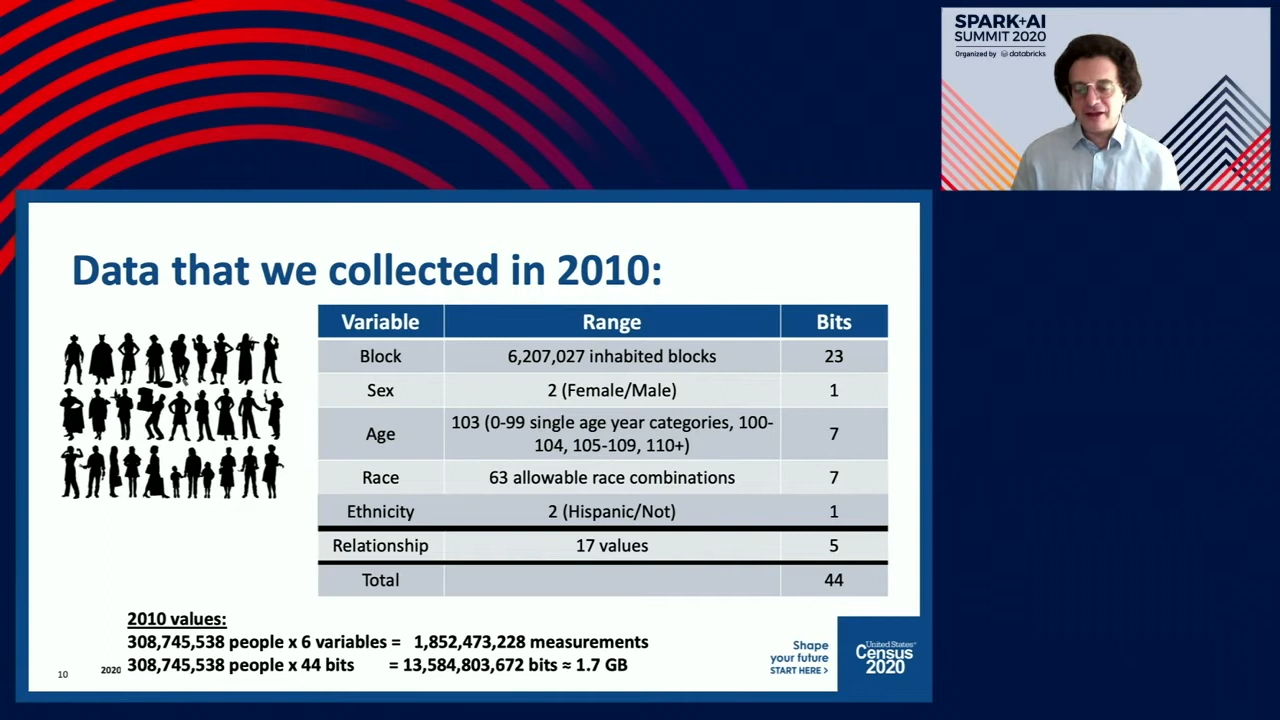 SPARK+AI
SUMMIT 2020
Organized by databricks
Data that we collected in 2010:
Variable Range Bits
Block 6,207,027 inhabited blocks 23
Sex 2 (Female/Male) 1
Age 103 (0-99 single age year categories, 100-
104, 105-109, 110+) 7
Race 63 allowable race combinations 7
Ethnicity 2 (Hispanic/Not) 1
Relationship 17 values 5
Total 44
2010 values:
308,745,538 people x 6 variables = 1,852,473,228 measurements
308,745,538 people x 44 bits = 13,584,803,672 bits ≈ 1.7 GB
10
2020
Shape
your future
START HERE >
United States®
Census
2020